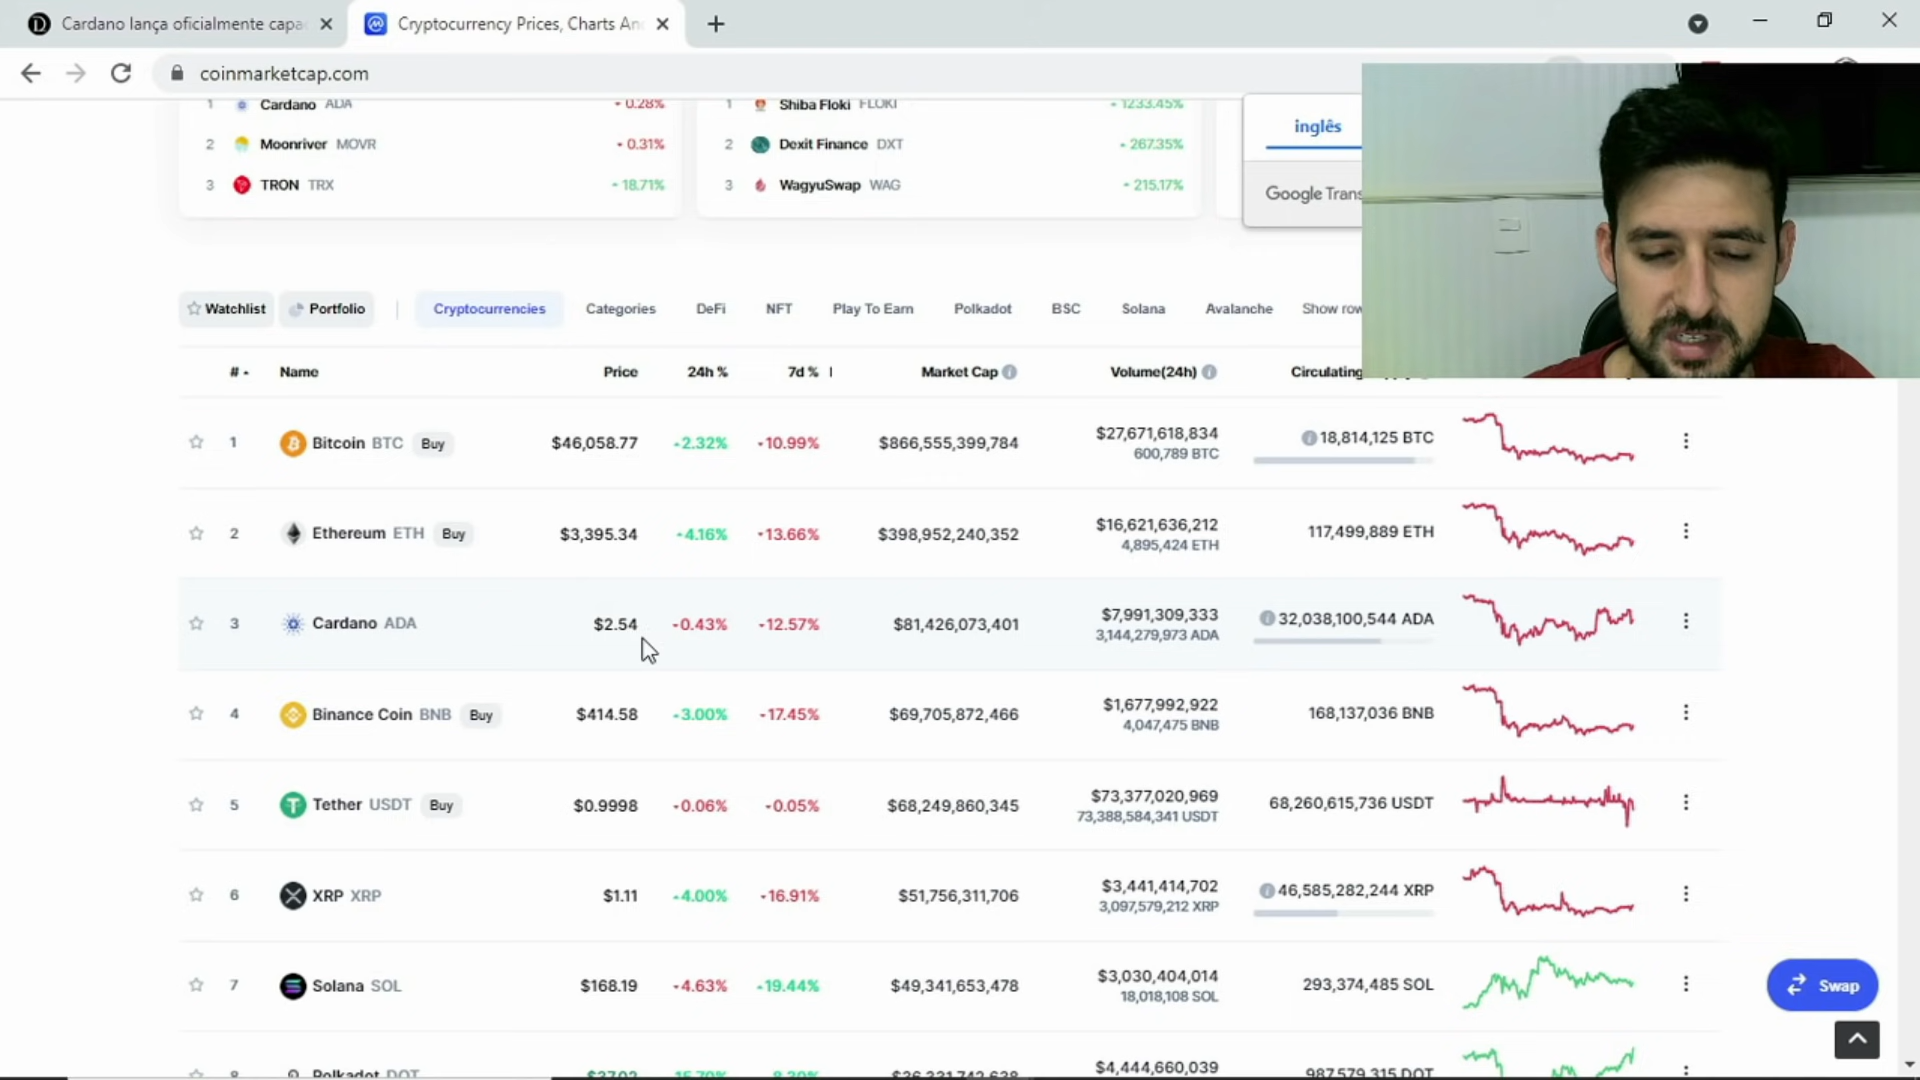 Cardano lança oficialmente capa
Cryptocurrency Prices, Charts An
coinmarketcap.com
1 Cardano ADA 0.28%
2 Moonriver MOVR 0.31%
3 TRON TRX 18.71%
1 Shiba Floki FLOKI 1233.45%
2 Dexit Finance DXT 267.35%
3 WagyuSwap WAG 215.17%
inglês
Google Trans
Watchlist Portfolio Cryptocurrencies Categories DeFi NFT Play To Earn Polkadot BSC Solana Avalanche Show row
# Name Price 24h % 7d % Market Cap Volume(24h) Circulating
1 Bitcoin BTC Buy $46,058.77 2.32% 10.99% $866,555,399,784 $27,671,618,834 18,814,125 BTC
600,789 BTC
2 Ethereum ETH Buy $3,395.34 4.16% 13.66% $398,952,240,352 $16,621,636,212 117,499,889 ETH
4,895,424 ETH
3 Cardano ADA $2.54 0.43% 12.57% $81,426,073,401 $7,991,309,333 32,038,100,544 ADA
3,144,279,973 ADA
4 Binance Coin BNB Buy $414.58 3.00% 17.45% $69,705,872,466 $1,677,992,922 168,137,036 BNB
4,047,475 BNB
5 Tether USDT Buy $0.9998 0.06% 0.05% $68,249,860,345 $73,377,020,969 68,260,615,736 USDT
73,388,584,341 USDT
6 XRP XRP $1.11 4.00% 16.91% $51,756,311,706 $3,441,414,702 46,585,282,244 XRP
3,097,579,212 XRP
7 Solana SOL $168.19 4.63% 19.44% $49,341,653,478 $3,030,404,014 293,374,485 SOL
18,018,108 SOL
Swap
8 Polkadot DOT $37.02 15.70% 8.30% $4,444,660,039 987,579,315 DOT